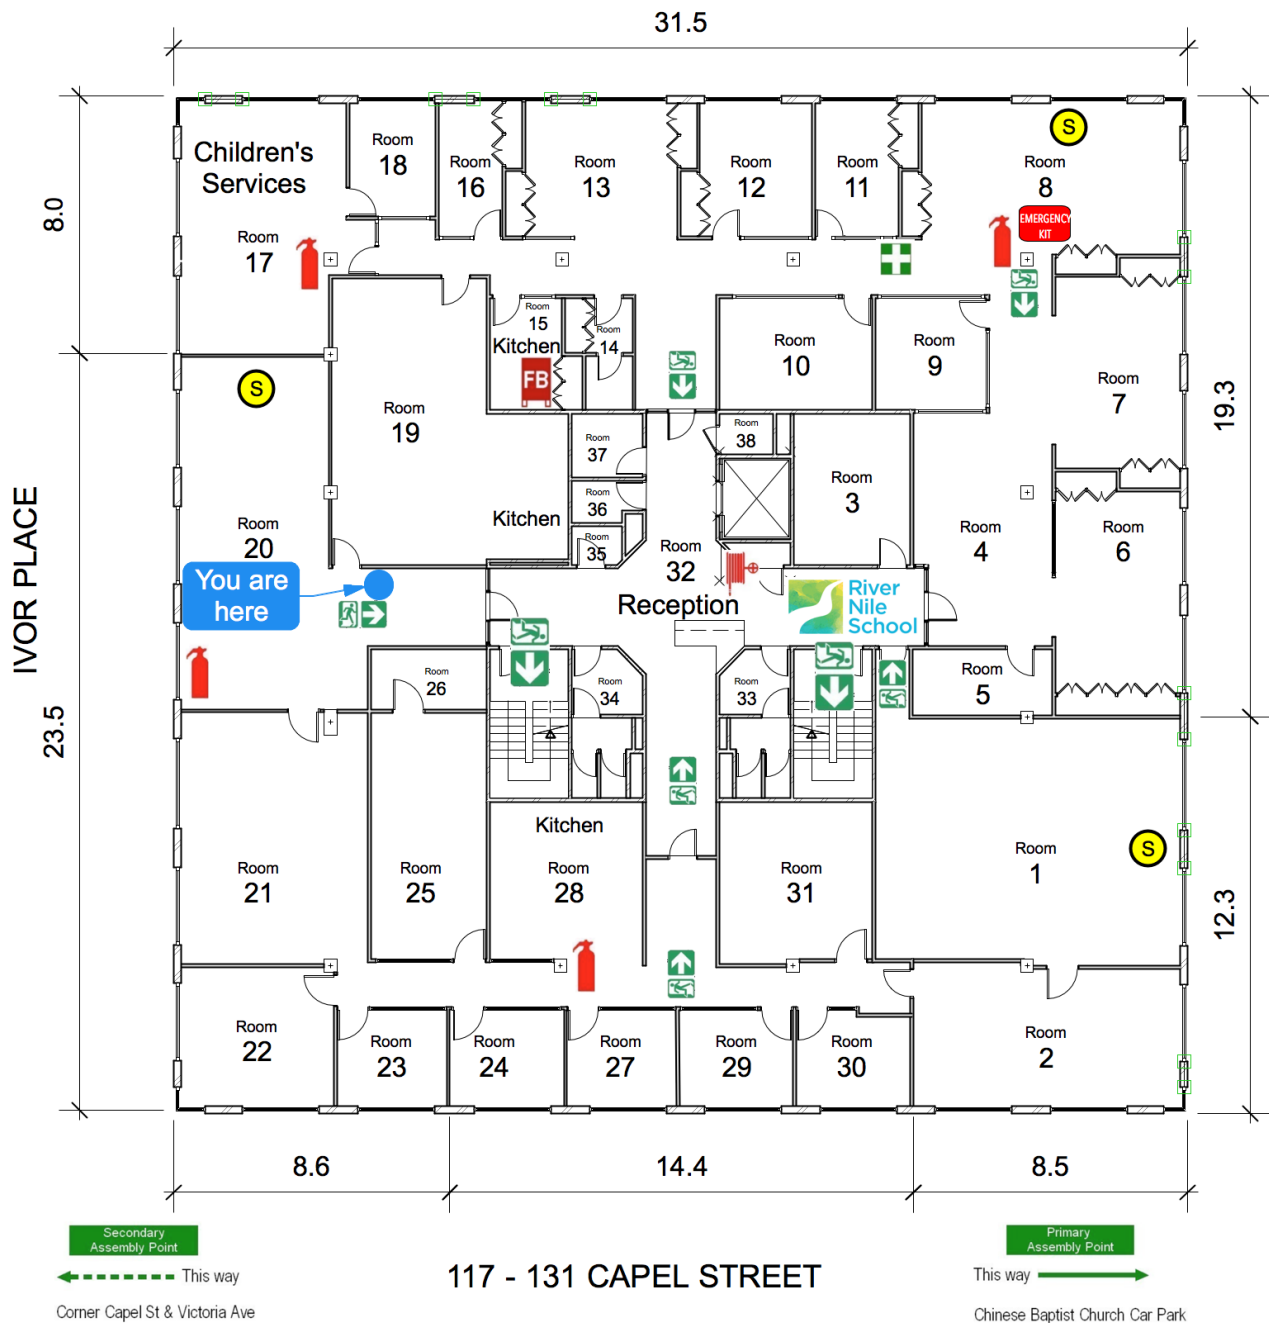 31.5
8.0
Children's
Services
Room
18
Room
16
Room
13
Room
12
Room
11
S
Room
8
EMERGENCY
KIT
Room
17
Room
15
Kitchen
FB
Room
14
Room
10
Room
9
Room
7
19.3
S
Room
19
Room
37
Room
38
Room
36
Kitchen
Room
35
Room
3
Room
4
Room
6
IVOR PLACE
Room
20
You are
here
Room
32
Reception
River
Nile
School
Room
26
Room
34
Room
33
Room
5
23.5
Kitchen
Room
21
Room
25
Room
28
Room
31
Room
1
S
12.3
Room
22
Room
23
Room
24
Room
27
Room
29
Room
30
Room
2
8.6
14.4
8.5
Secondary
Assembly Point
This way
Corner Capel St & Victoria Ave
117 - 131 CAPEL STREET
Primary
Assembly Point
This way
Chinese Baptist Church Car Park